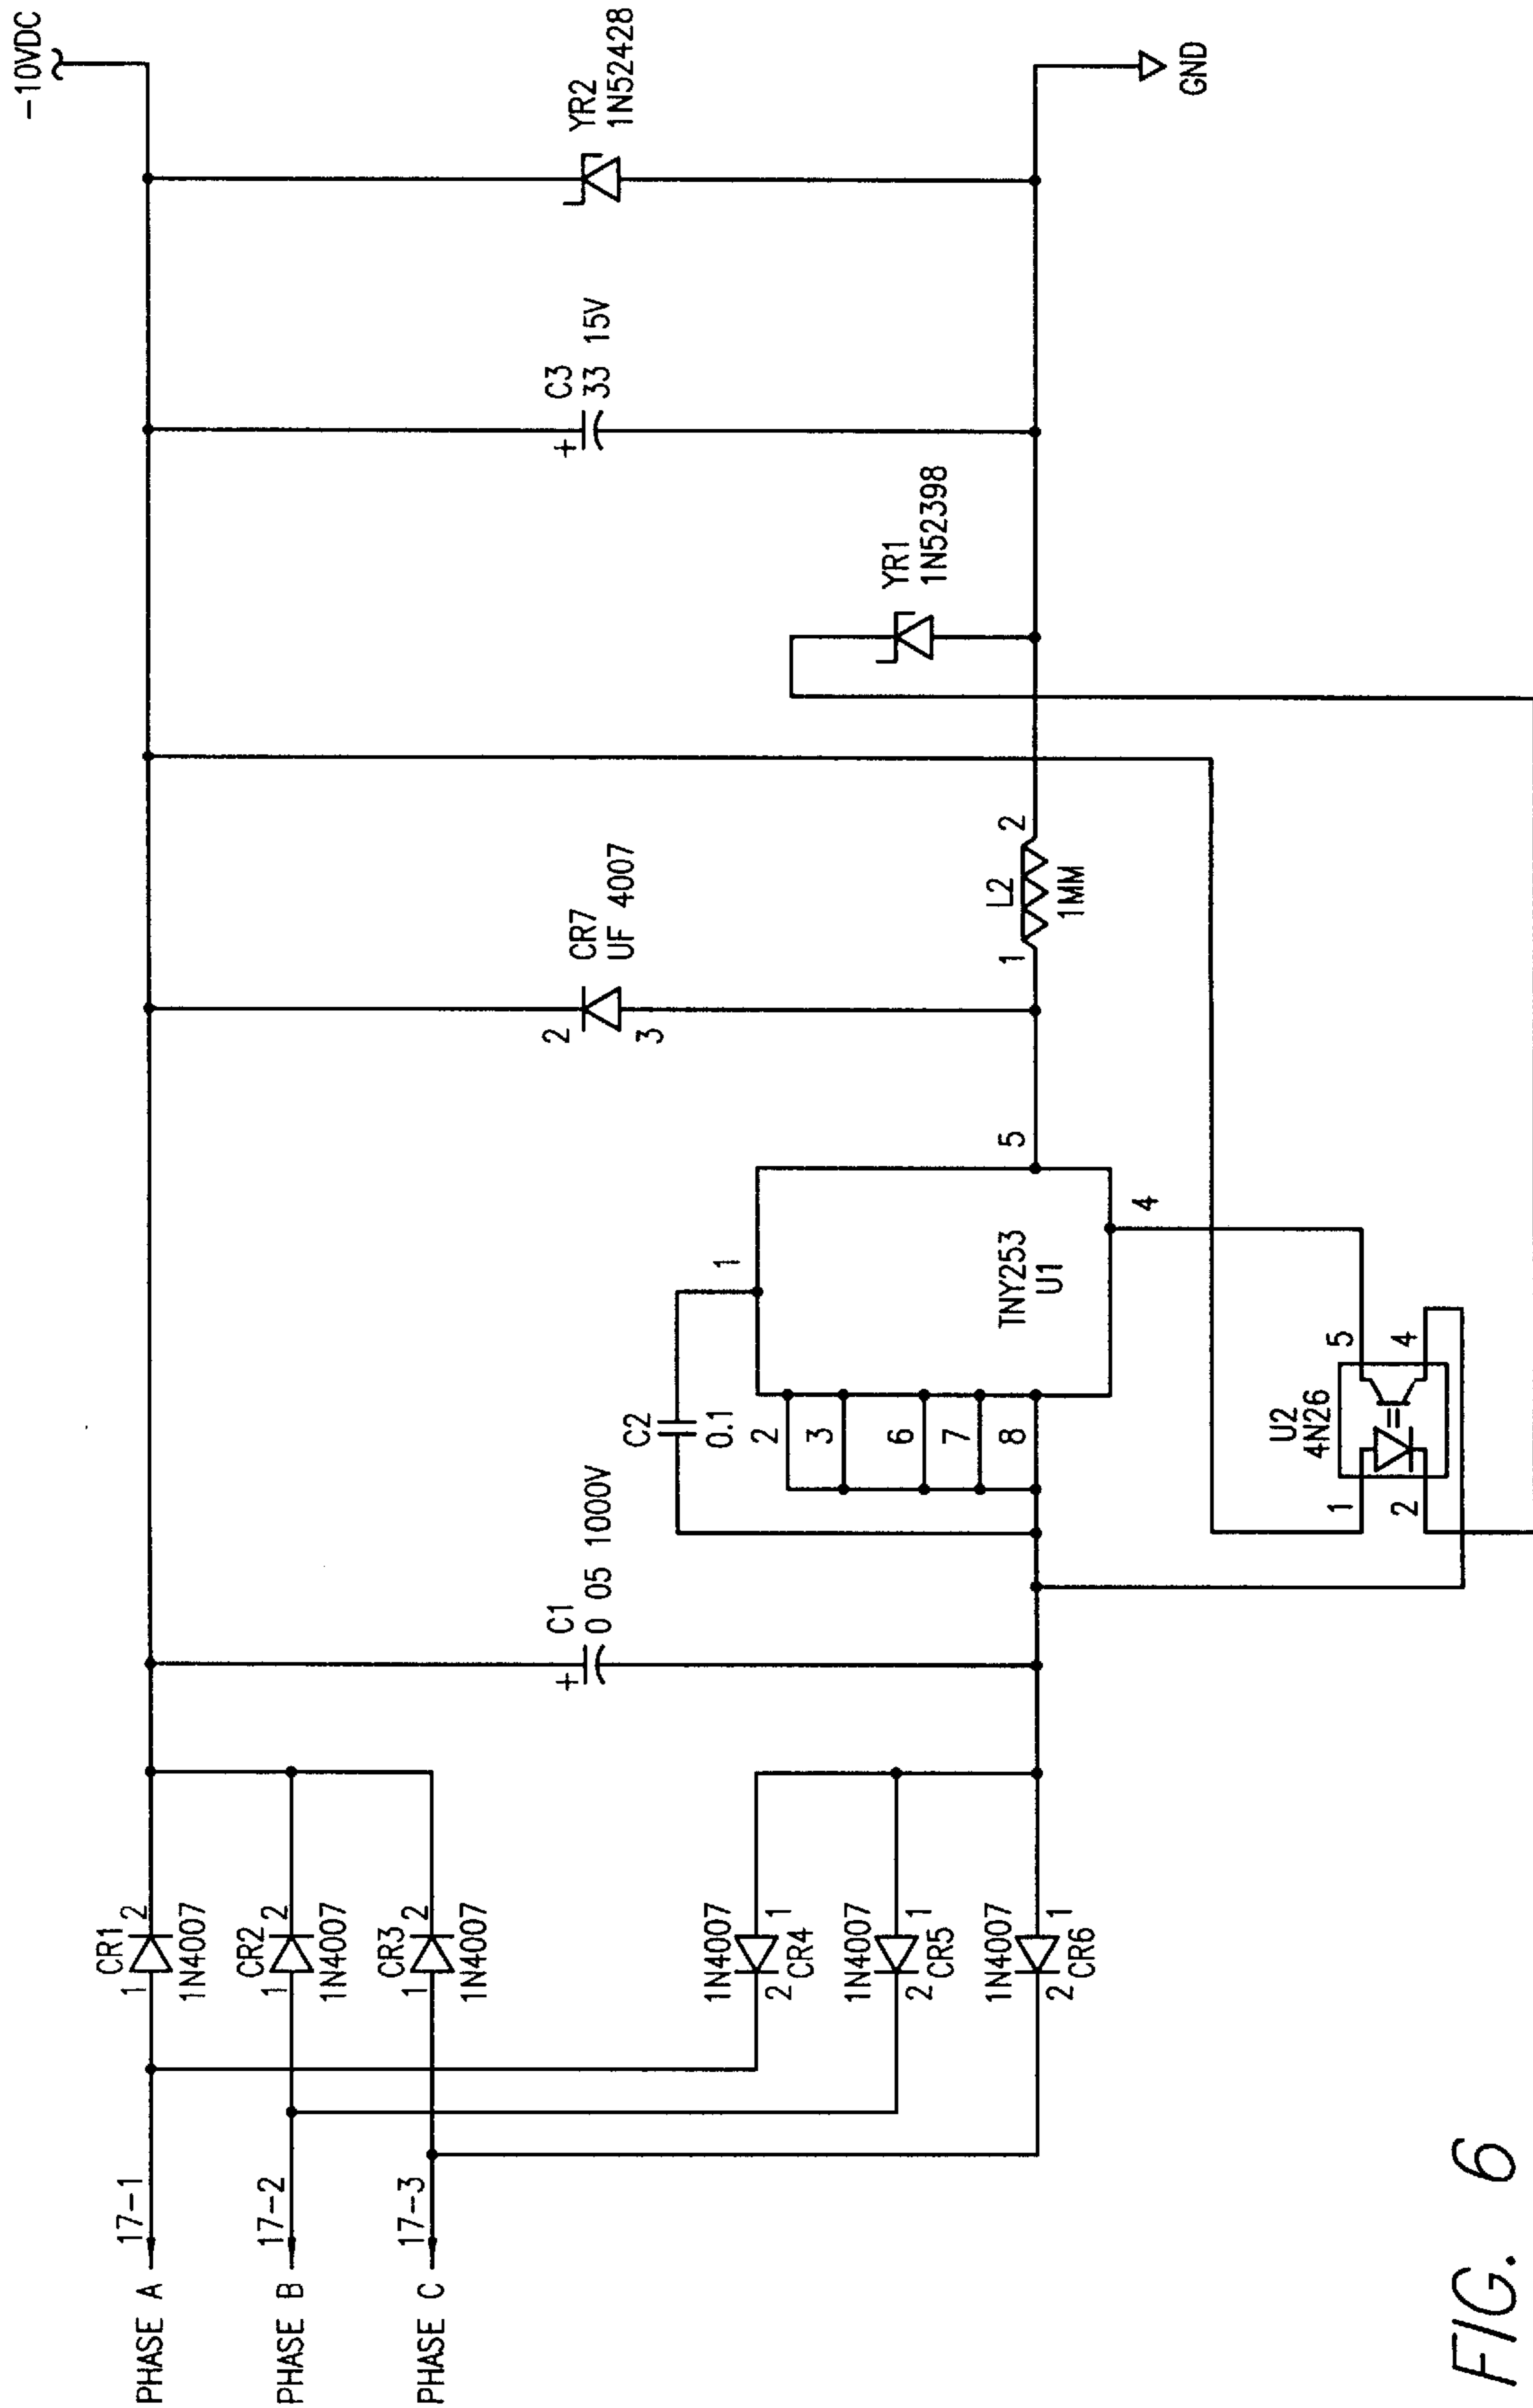 PHASE A
17-1
PHASE B
17-2
PHASE C
17-3
CR1
1 2
1N4007
CR2
1 2
1N4007
CR3
1 2
1N4007
1N4007
2 1
CR4
1N4007
2 1
CR5
1N4007
2 1
CR6
+
C1
0 05 1000V
C2
0.1
1
2
3
6
7
8
TNY253
U1
5
4
U2
4N26
1
2
5
4
2
3
CR7
UF 4007
1
L2
2
1MM
YR1
1N52398
+
C3
33 15V
YR2
1N52428
-10VDC
GND
FIG. 6